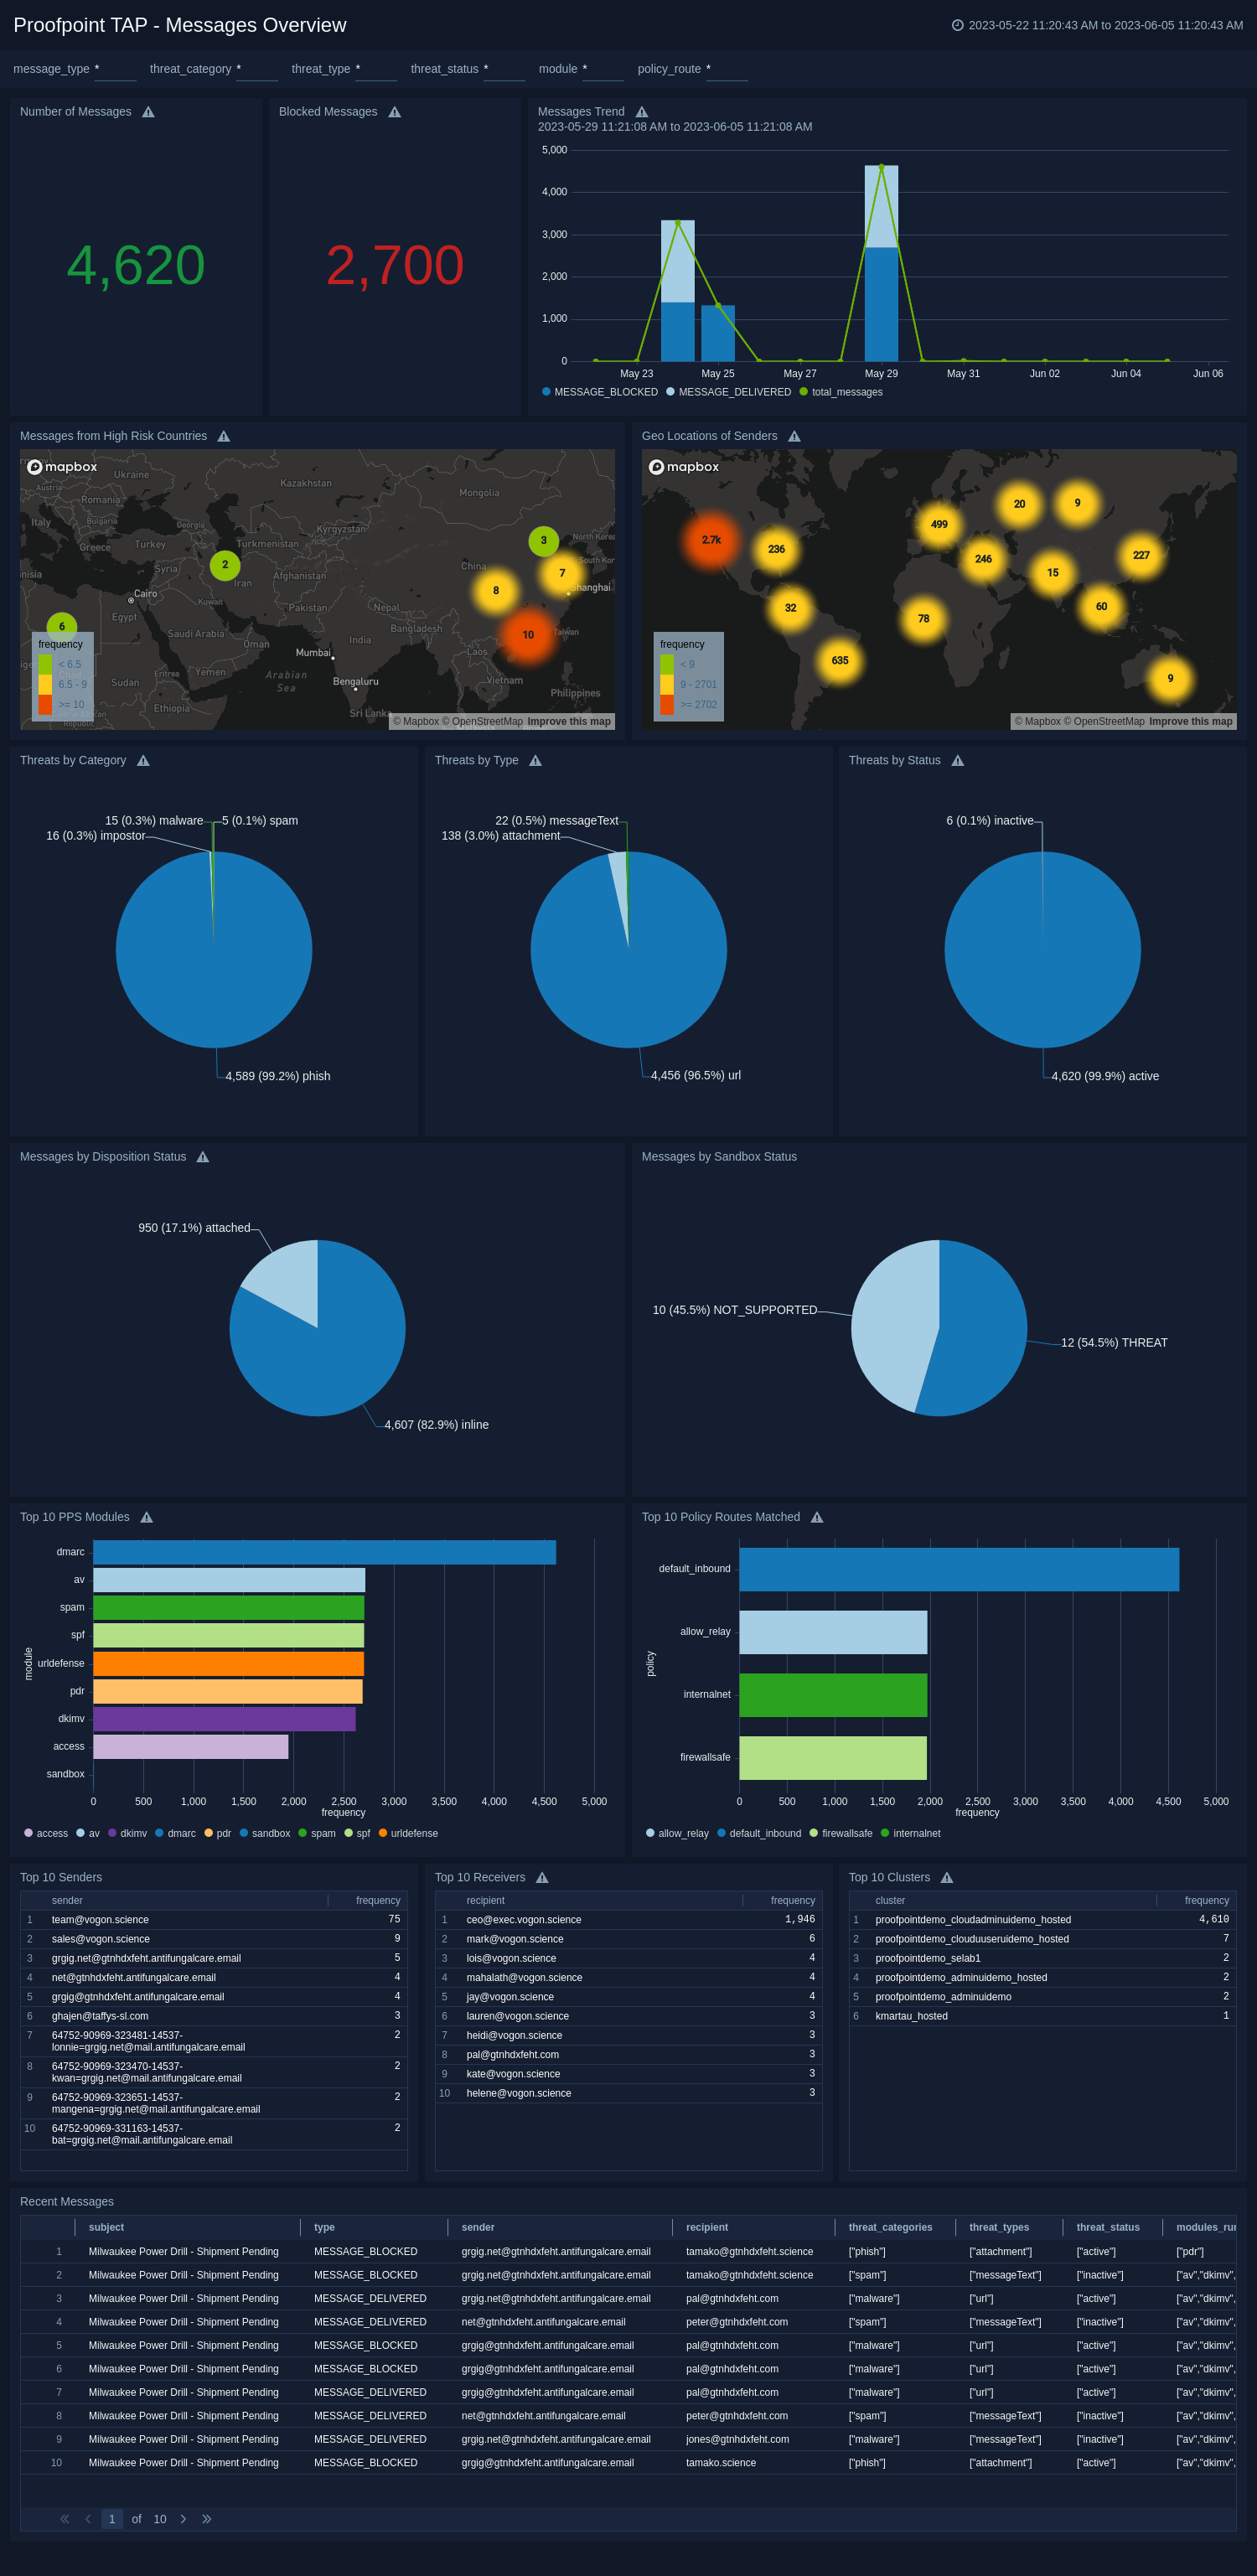 Proofpoint TAP - Messages Overview
2023-05-22 11:20:43 AM to 2023-06-05 11:20:43 AM
message_type * threat_category * threat_type * threat_status * module * policy_route *
Number of Messages
4,620
Blocked Messages
2,700
Messages Trend
2023-05-29 11:21:08 AM to 2023-06-05 11:21:08 AM
5,000
4,000
3,000
2,000
1,000
0
May 23 May 25 May 27 May 29 May 31 Jun 02 Jun 04 Jun 06
MESSAGE_BLOCKED MESSAGE_DELIVERED total_messages
Messages from High Risk Countries
mapbox
Ukraine
Austria
Kazakhstan
Mongolia
Romania
Italy
Bulgaria
Georgia
Kyrgyzstan
North Korea
Greece
Turkey
Turkmenistan
3
South Kor
Syria
2
Iran
Afghanistan
China
7
8
Shanghai
Cairo
Kuwait
Pakistan
Nepal
Egypt
6
Saudi Arabia
Bangladesh
10
Taiwan
Oman
India
Mumbai
Laos
Yemen
Arabian
Sea
Bengaluru
Vietnam
Sudan
Eritrea
Philippines
Ethiopia
Sri Lanka
frequency
< 6.5
6.5 - 9
>= 10
© Mapbox © OpenStreetMap Improve this map
Geo Locations of Senders
mapbox
20
9
499
2.7k
236
246
227
15
32
60
78
635
9
frequency
< 9
9 - 2701
>= 2702
© Mapbox © OpenStreetMap Improve this map
Threats by Category
15 (0.3%) malware
5 (0.1%) spam
16 (0.3%) impostor
4,589 (99.2%) phish
Threats by Type
22 (0.5%) messageText
138 (3.0%) attachment
4,456 (96.5%) url
Threats by Status
6 (0.1%) inactive
4,620 (99.9%) active
Messages by Disposition Status
950 (17.1%) attached
4,607 (82.9%) inline
Messages by Sandbox Status
10 (45.5%) NOT_SUPPORTED
12 (54.5%) THREAT
Top 10 PPS Modules
module
dmarc
av
spam
spf
urldefense
pdr
dkimv
access
sandbox
0 500 1,000 1,500 2,000 2,500 3,000 3,500 4,000 4,500 5,000
frequency
access av dkimv dmarc pdr sandbox spam spf urldefense
Top 10 Policy Routes Matched
policy
default_inbound
allow_relay
internalnet
firewallsafe
0 500 1,000 1,500 2,000 2,500 3,000 3,500 4,000 4,500 5,000
frequency
allow_relay default_inbound firewallsafe internalnet
Top 10 Senders
sender frequency
1 team@vogon.science 75
2 sales@vogon.science 9
3 grgig.net@gtnhdxfeht.antifungalcare.email 5
4 net@gtnhdxfeht.antifungalcare.email 4
5 grgig@gtnhdxfeht.antifungalcare.email 4
6 ghajen@taffys-sl.com 3
7 64752-90969-323481-14537- 2
lonnie=grgig.net@mail.antifungalcare.email
8 64752-90969-323470-14537- 2
kwan=grgig.net@mail.antifungalcare.email
9 64752-90969-323651-14537- 2
mangena=grgig.net@mail.antifungalcare.email
10 64752-90969-331163-14537- 2
bat=grgig.net@mail.antifungalcare.email
Top 10 Receivers
recipient frequency
1 ceo@exec.vogon.science 1,946
2 mark@vogon.science 6
3 lois@vogon.science 4
4 mahalath@vogon.science 4
5 jay@vogon.science 4
6 lauren@vogon.science 3
7 heidi@vogon.science 3
8 pal@gtnhdxfeht.com 3
9 kate@vogon.science 3
10 helene@vogon.science 3
Top 10 Clusters
cluster frequency
1 proofpointdemo_cloudadminuidemo_hosted 4,610
2 proofpointdemo_clouduuseruidemo_hosted 7
3 proofpointdemo_selab1 2
4 proofpointdemo_adminuidemo_hosted 2
5 proofpointdemo_adminuidemo 2
6 kmartau_hosted 1
Recent Messages
subject type sender recipient threat_categories threat_types threat_status modules_run
1 Milwaukee Power Drill - Shipment Pending MESSAGE_BLOCKED grgig.net@gtnhdxfeht.antifungalcare.email tamako@gtnhdxfeht.science ["phish"] ["attachment"] ["active"] ["pdr"]
2 Milwaukee Power Drill - Shipment Pending MESSAGE_BLOCKED grgig.net@gtnhdxfeht.antifungalcare.email tamako@gtnhdxfeht.science ["spam"] ["messageText"] ["inactive"] ["av","dkimv",
3 Milwaukee Power Drill - Shipment Pending MESSAGE_DELIVERED grgig.net@gtnhdxfeht.antifungalcare.email pal@gtnhdxfeht.com ["malware"] ["url"] ["active"] ["av","dkimv",
4 Milwaukee Power Drill - Shipment Pending MESSAGE_DELIVERED net@gtnhdxfeht.antifungalcare.email peter@gtnhdxfeht.com ["spam"] ["messageText"] ["inactive"] ["av","dkimv",
5 Milwaukee Power Drill - Shipment Pending MESSAGE_BLOCKED grgig@gtnhdxfeht.antifungalcare.email pal@gtnhdxfeht.com ["malware"] ["url"] ["active"] ["av","dkimv",
6 Milwaukee Power Drill - Shipment Pending MESSAGE_BLOCKED grgig@gtnhdxfeht.antifungalcare.email pal@gtnhdxfeht.com ["malware"] ["url"] ["active"] ["av","dkimv",
7 Milwaukee Power Drill - Shipment Pending MESSAGE_DELIVERED grgig@gtnhdxfeht.antifungalcare.email pal@gtnhdxfeht.com ["malware"] ["url"] ["active"] ["av","dkimv",
8 Milwaukee Power Drill - Shipment Pending MESSAGE_DELIVERED net@gtnhdxfeht.antifungalcare.email peter@gtnhdxfeht.com ["spam"] ["messageText"] ["inactive"] ["av","dkimv",
9 Milwaukee Power Drill - Shipment Pending MESSAGE_DELIVERED grgig.net@gtnhdxfeht.antifungalcare.email jones@gtnhdxfeht.com ["malware"] ["messageText"] ["inactive"] ["av","dkimv",
10 Milwaukee Power Drill - Shipment Pending MESSAGE_BLOCKED grgig@gtnhdxfeht.antifungalcare.email tamako.science ["phish"] ["attachment"] ["active"] ["av","dkimv",
1 of 10